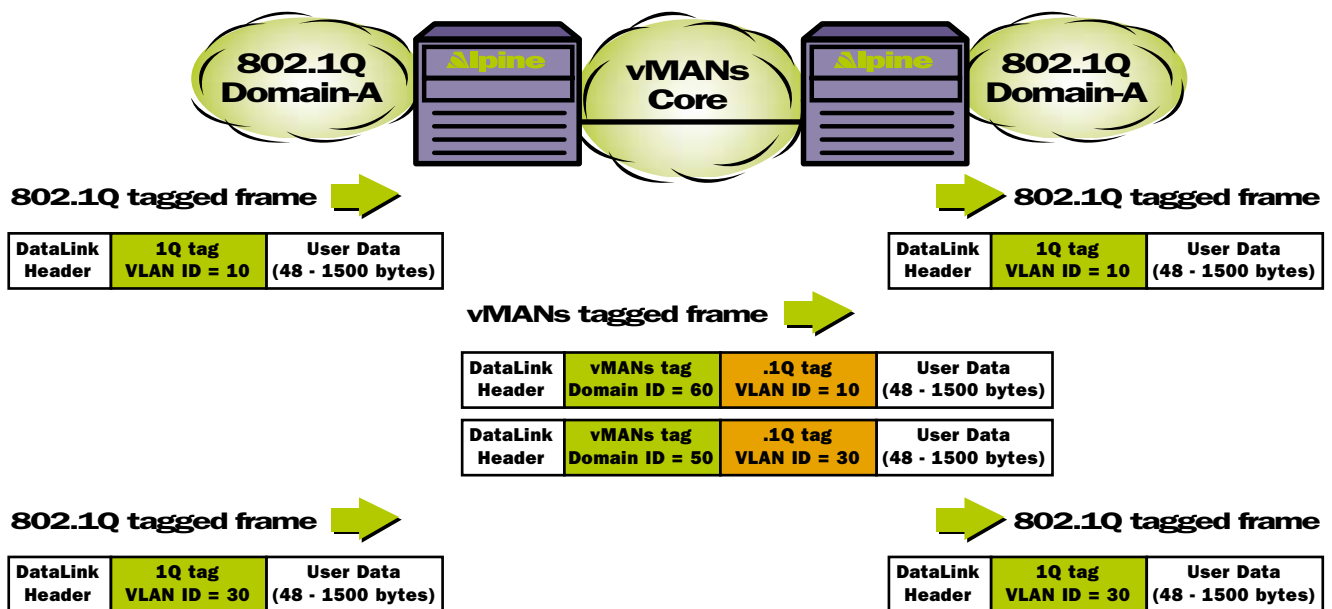 802.1Q
Domain-A
Alpine
vMANs
Core
Alpine
802.1Q
Domain-A
802.1Q tagged frame
802.1Q tagged frame
DataLink
Header
1Q tag
VLAN ID = 10
User Data
(48 - 1500 bytes)
DataLink
Header
1Q tag
VLAN ID = 10
User Data
(48 - 1500 bytes)
vMANs tagged frame
DataLink
Header
vMANs tag
Domain ID = 60
.1Q tag
VLAN ID = 10
User Data
(48 - 1500 bytes)
DataLink
Header
vMANs tag
Domain ID = 50
.1Q tag
VLAN ID = 30
User Data
(48 - 1500 bytes)
802.1Q tagged frame
802.1Q tagged frame
DataLink
Header
1Q tag
VLAN ID = 30
User Data
(48 - 1500 bytes)
DataLink
Header
1Q tag
VLAN ID = 30
User Data
(48 - 1500 bytes)